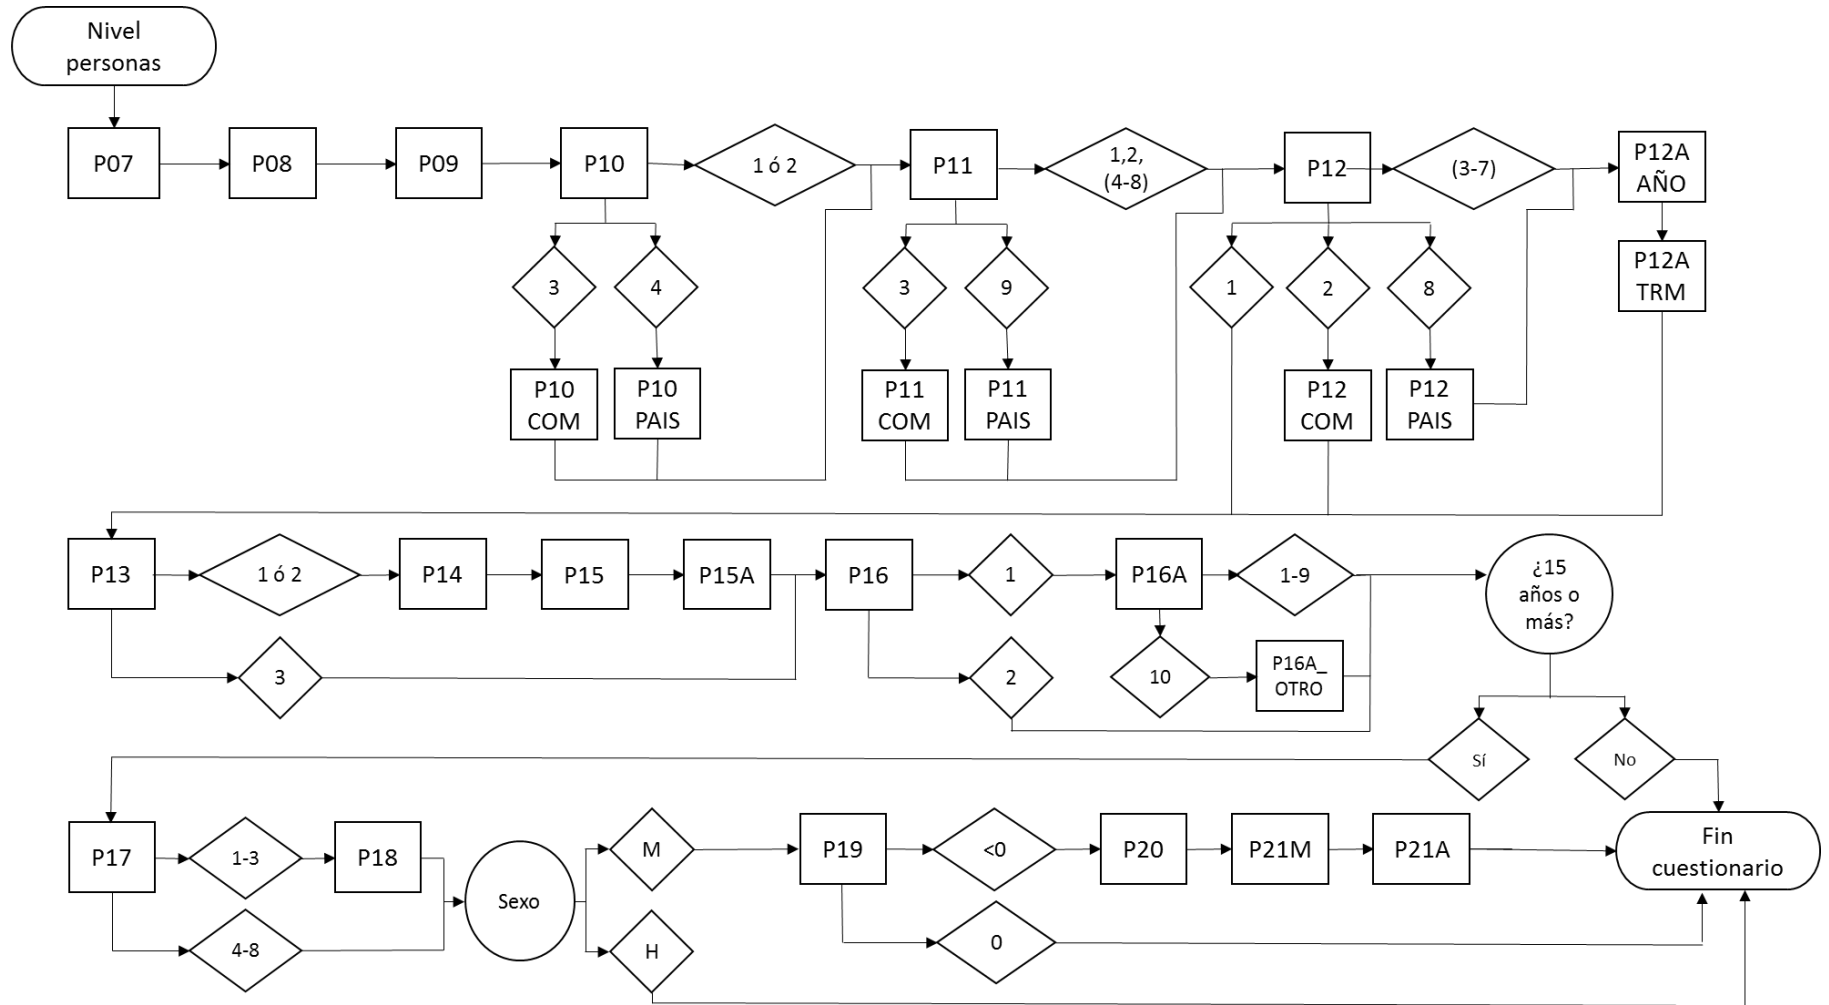 Nivel
personas
P07
P08
P09
P10
1 ó 2
P11
1,2,
(4-8)
P12
(3-7)
P12A
AÑO
P12A
TRM
3
4
3
9
1
2
8
P10
COM
P10
PAIS
P11
COM
P11
PAIS
P12
COM
P12
PAIS
P13
1 ó 2
P14
P15
P15A
P16
1
P16A
1-9
¿15
años o
más?
3
2
10
P16A_
OTRO
Sí
No
P17
1-3
P18
Sexo
M
P19
<0
P20
P21M
P21A
Fin
cuestionario
4-8
H
0